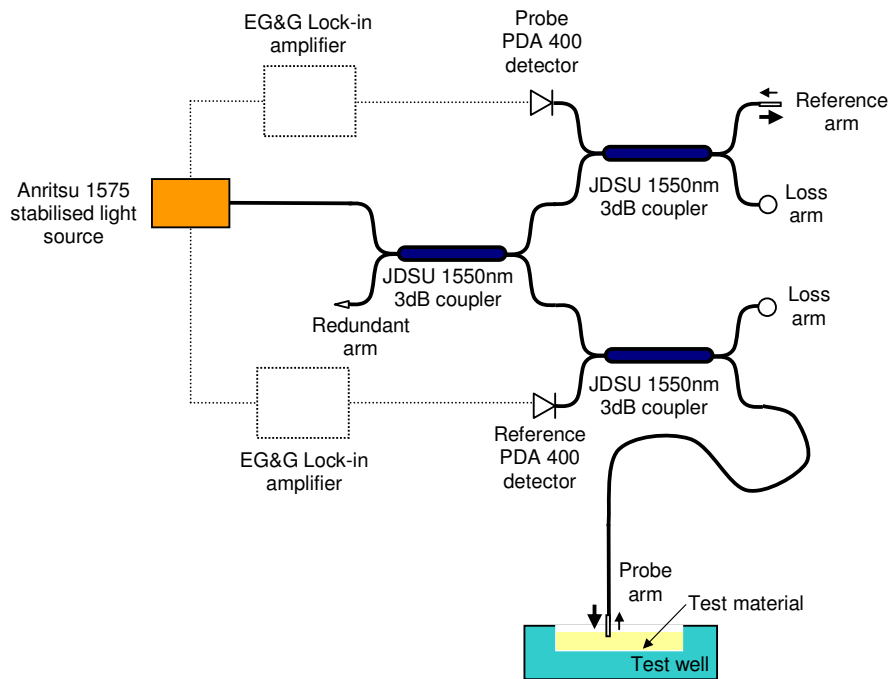 EG&G Lock-in
amplifier
Probe
PDA 400
detector
Reference
arm
JDSU 1550nm
3dB coupler
Loss
arm
Anritsu 1575
stabilised light
source
JDSU 1550nm
3dB coupler
Redundant
arm
Loss
arm
JDSU 1550nm
3dB coupler
EG&G Lock-in
amplifier
Reference
PDA 400
detector
Probe
arm
Test material
Test well